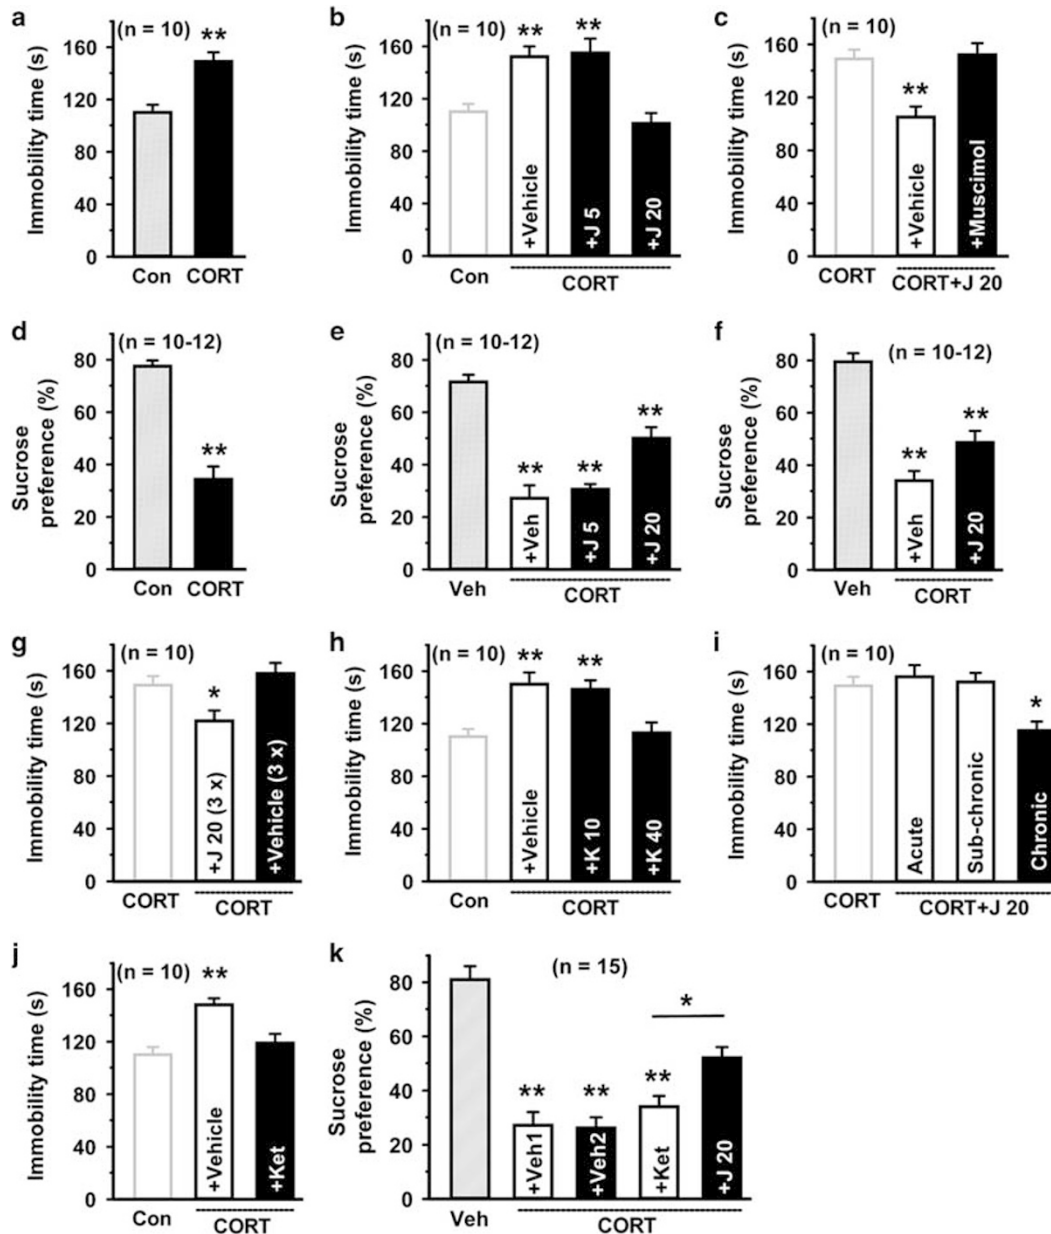 a
(n = 10)
**
Immobility time (s)
160
120
80
40
0
Con
CORT
b
(n = 10)
**
**
Immobility time (s)
160
120
80
40
0
+Vehicle
+J 5
+J 20
Con
CORT
c
(n = 10)
**
Immobility time (s)
160
120
80
40
0
+Vehicle
+Muscimol
CORT
CORT+J 20
d
(n = 10-12)
**
Sucrose
preference (%)
80
60
40
20
0
Con
CORT
e
(n = 10-12)
**
**
**
Sucrose
preference (%)
80
60
40
20
0
+Veh
+J 5
+J 20
Veh
CORT
f
(n = 10-12)
**
**
Sucrose
preference (%)
80
60
40
20
0
+Veh
+J 20
Veh
CORT
g
(n = 10)
*
Immobility time (s)
160
120
80
40
0
+J 20 (3 x)
+Vehicle (3 x)
CORT
CORT
h
(n = 10)
**
**
Immobility time (s)
160
120
80
40
0
+Vehicle
+K 10
+K 40
Con
CORT
i
(n = 10)
*
Immobility time (s)
160
120
80
40
0
Acute
Sub-chronic
Chronic
CORT
CORT+J 20
j
(n = 10)
**
Immobility time (s)
160
120
80
40
0
+Vehicle
+Ket
Con
CORT
k
(n = 15)
*
**
**
**
Sucrose
preference (%)
80
60
40
20
0
+Veh1
+Veh2
+Ket
+J 20
Veh
CORT